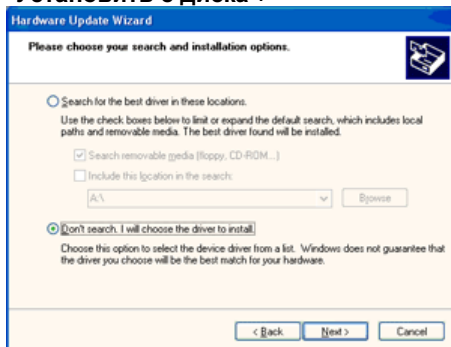 Hardware Update Wizard
Please choose your search and installation options.
Search for the best driver in these locations.
Use the check boxes below to limit or expand the default search, which includes local
paths and removable media. The best driver found will be installed.
Search removable media (floppy, CD-ROM...)
Include this location in the search:
A:\
Browse
Don't search. I will choose the driver to install.
Choose this option to select the device driver from a list. Windows does not guarantee that
the driver you choose will be the best match for your hardware.
< Back Next > Cancel